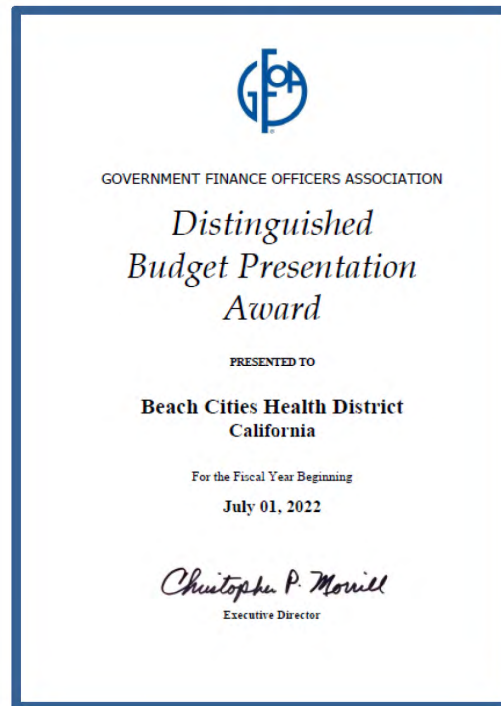 GFOA
GOVERNMENT FINANCE OFFICERS ASSOCIATION
Distinguished
Budget Presentation
Award
PRESENTED TO
Beach Cities Health District
California
For the Fiscal Year Beginning
July 01, 2022
Christopher P. Morrill
Executive Director